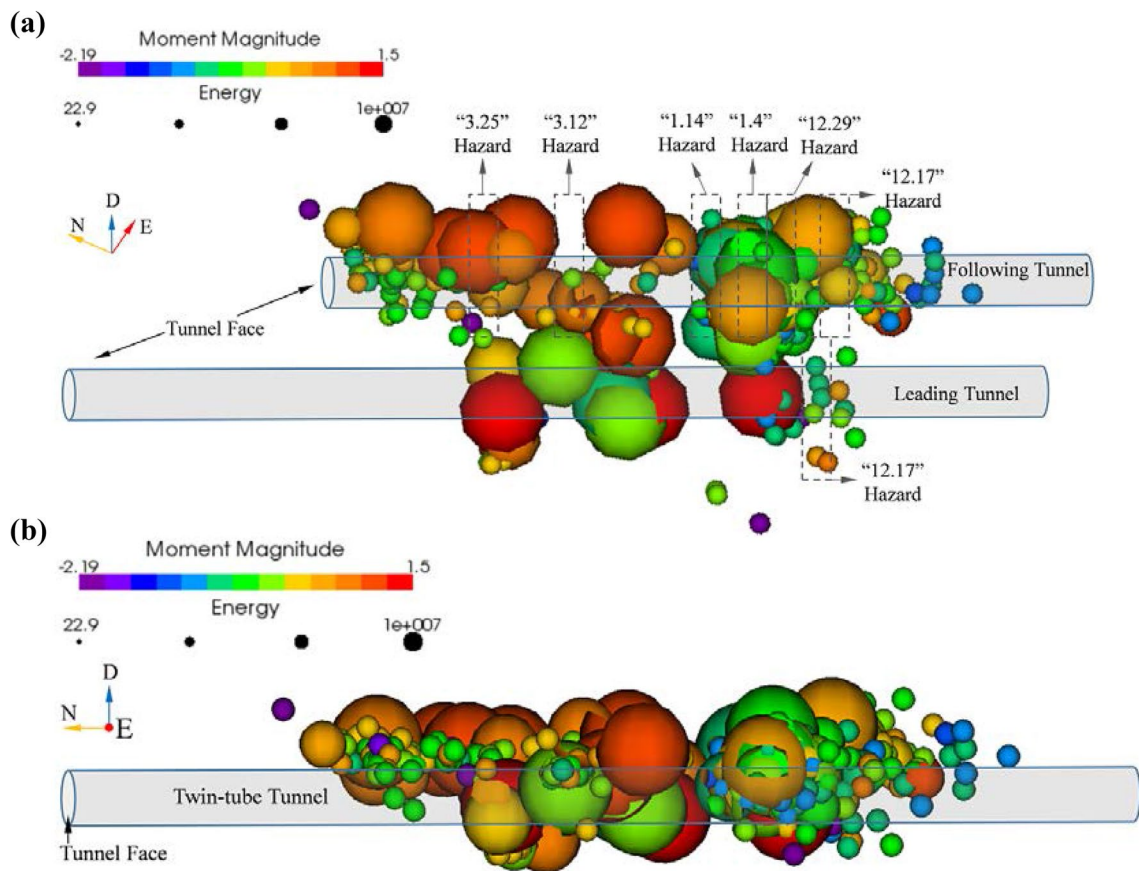 (a)
Moment Magnitude
-2.19 1.5
Energy
22.9 1e+007
"3.25"
Hazard
"3.12"
Hazard
"1.14"
Hazard
"1.4"
Hazard
"12.29"
Hazard
"12.17"
Hazard
N D E
Following Tunnel
Tunnel Face
Leading Tunnel
"12.17"
Hazard
(b)
Moment Magnitude
-2.19 1.5
Energy
22.9 1e+007
D
N E
Twin-tube Tunnel
Tunnel Face